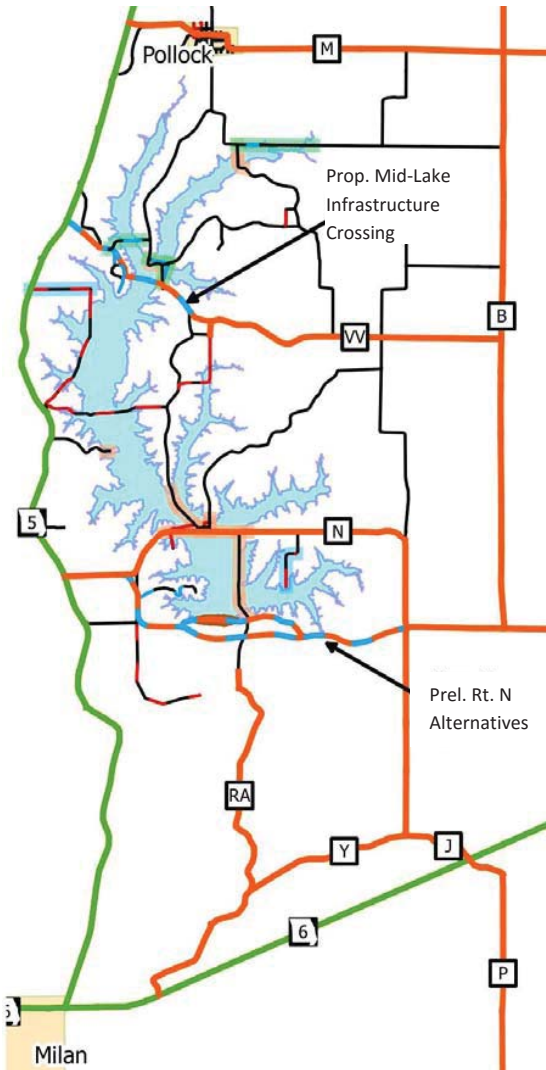 Pollock
M
Prop. Mid-Lake
Infrastructure
Crossing
B
VV
5
N
Prel. Rt. N
Alternatives
RA
Y
J
6
P
Milan